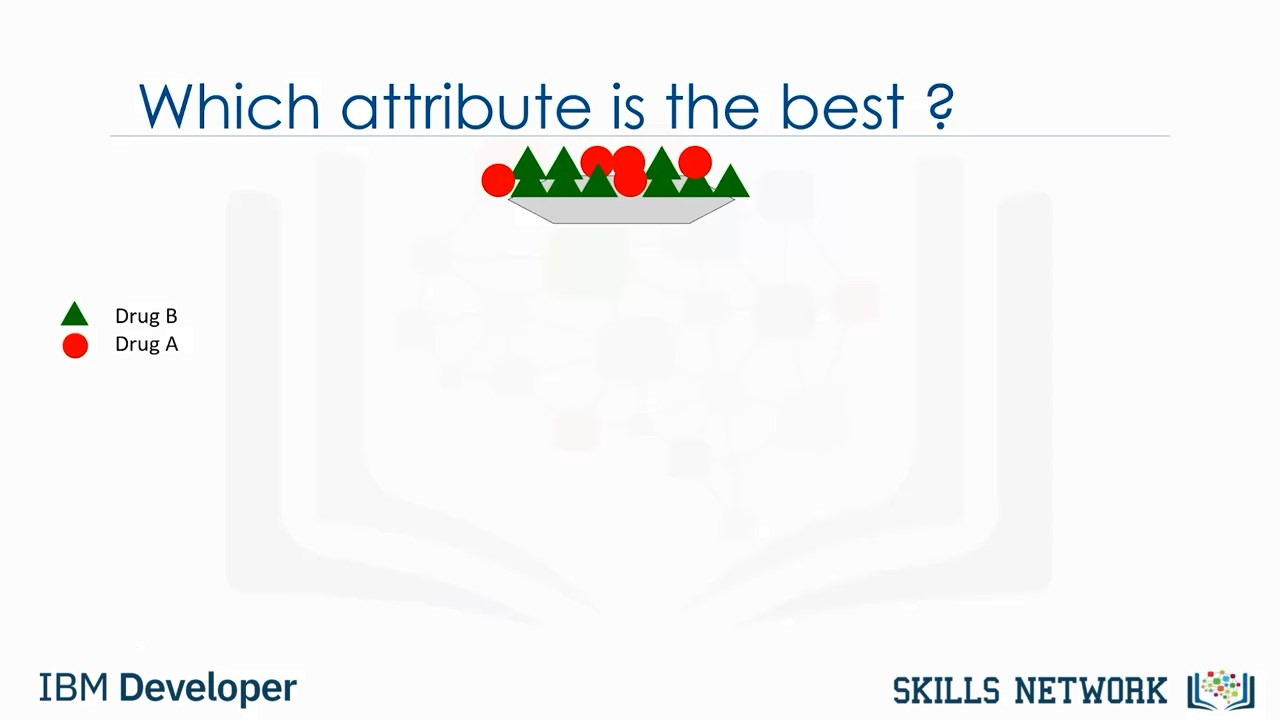 Which attribute is the best ?
Drug B
Drug A
IBM Developer
SKILLS NETWORK